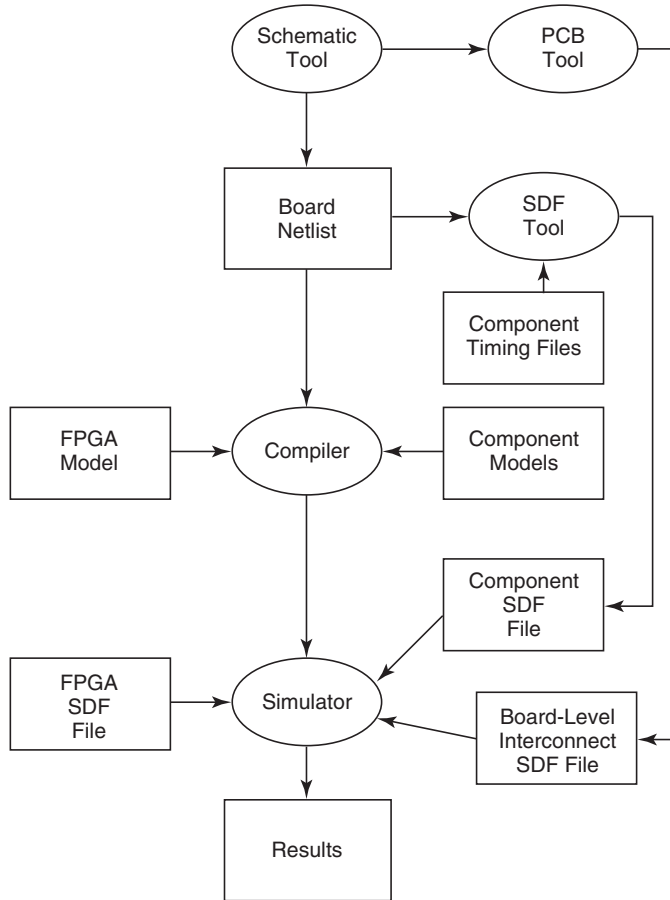 Schematic
Tool
PCB
Tool
Board
Netlist
SDF
Tool
Component
Timing Files
FPGA
Model
Compiler
Component
Models
Component
SDF
File
FPGA
SDF
File
Simulator
Board-Level
Interconnect
SDF File
Results